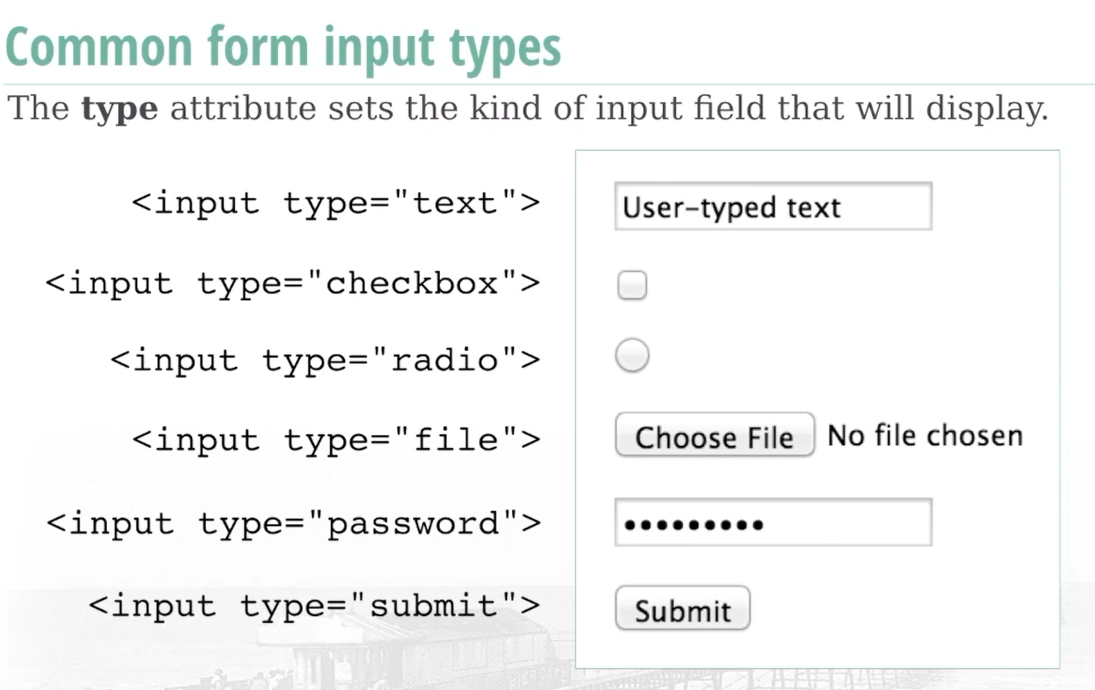 Common form input types
The type attribute sets the kind of input field that will display.
<input type="text"> User–typed text
<input type="checkbox">
<input type="radio">
<input type="file"> Choose File No file chosen
<input type="password"> •••••••••
<input type="submit"> Submit